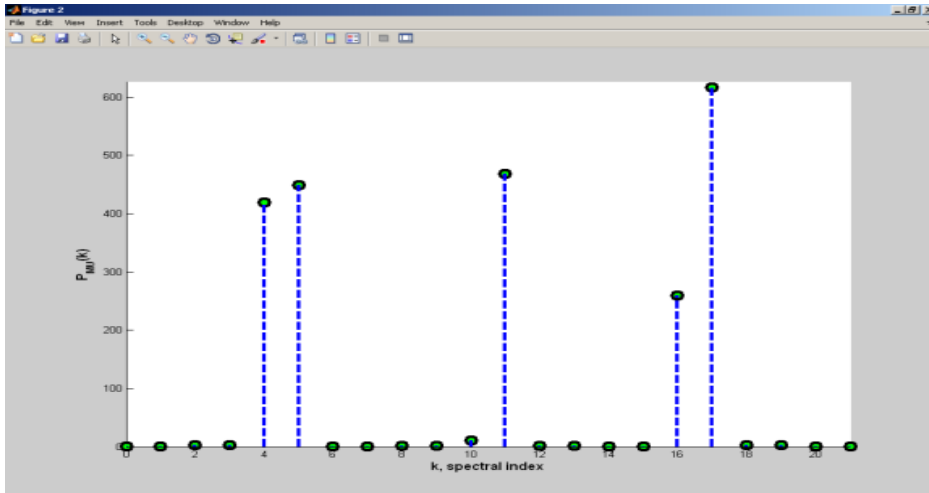 Figure 2
File Edit View Insert Tools Desktop Window Help
600
500
400
300
200
100
0
P_MU(k)
0 2 4 6 8 10 12 14 16 18 20
k, spectral index